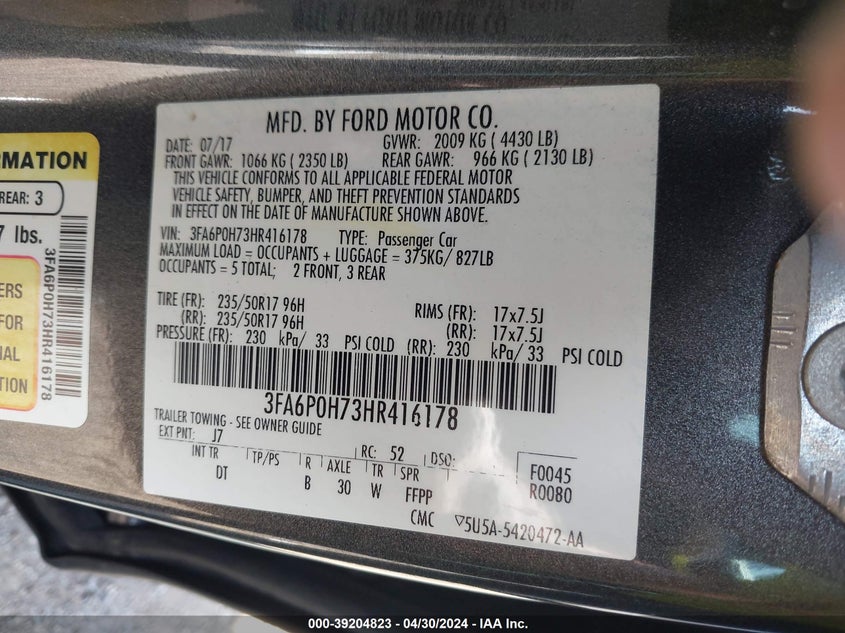 MFD. BY FORD MOTOR CO.
DATE: 07/17 GVWR: 2009 KG ( 4430 LB)
FRONT GAWR: 1066 KG ( 2350 LB) REAR GAWR: 966 KG ( 2130 LB)
THIS VEHICLE CONFORMS TO ALL APPLICABLE FEDERAL MOTOR
VEHICLE SAFETY, BUMPER, AND THEFT PREVENTION STANDARDS
IN EFFECT ON THE DATE OF MANUFACTURE SHOWN ABOVE.
VIN: 3FA6P0H73HR416178 TYPE: Passenger Car
MAXIMUM LOAD = OCCUPANTS + LUGGAGE = 375KG/ 827LB
OCCUPANTS = 5 TOTAL; 2 FRONT, 3 REAR
TIRE (FR): 235/50R17 96H RIMS (FR): 17x7.5J
(RR): 235/50R17 96H (RR): 17x7.5J
PRESSURE (FR): 230 kPa/ 33 PSI COLD (RR): 230 kPa/ 33 PSI COLD
3FA6P0H73HR416178
TRAILER TOWING - SEE OWNER GUIDE
EXT PNT: J7 RC: 52 DSO:
INT TR TP/PS R AXLE TR SPR F0045
DT B 30 W FFPP R0080
CMC ▽5U5A-5420472-AA
REAR: 3
7 lbs.
3FA6P0H73HR416178
FOR
000-39204823 - 04/30/2024 - IAA Inc.